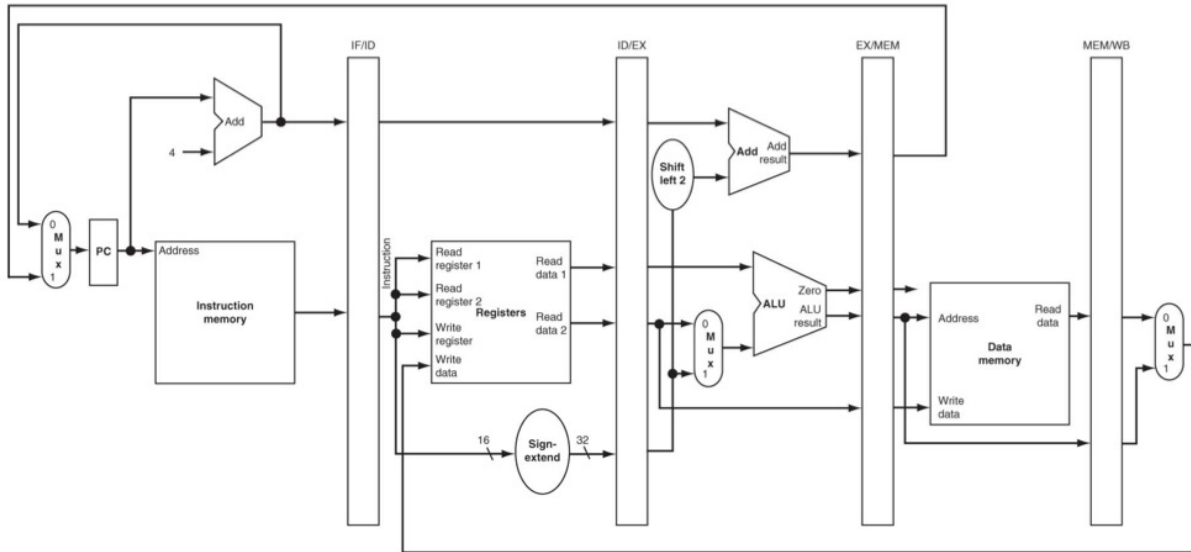 IF/ID
ID/EX
EX/MEM
MEM/WB
Add
4
Shift
left 2
Add
Add
result
0
M
u
x
1
PC
Address
Instruction
memory
Instruction
Read
register 1
Read
register 2
Write
register
Write
data
Registers
Read
data 1
Read
data 2
0
M
u
x
1
ALU
Zero
ALU
result
Address
Write
data
Data
memory
Read
data
0
M
u
x
1
16
Sign-
extend
32